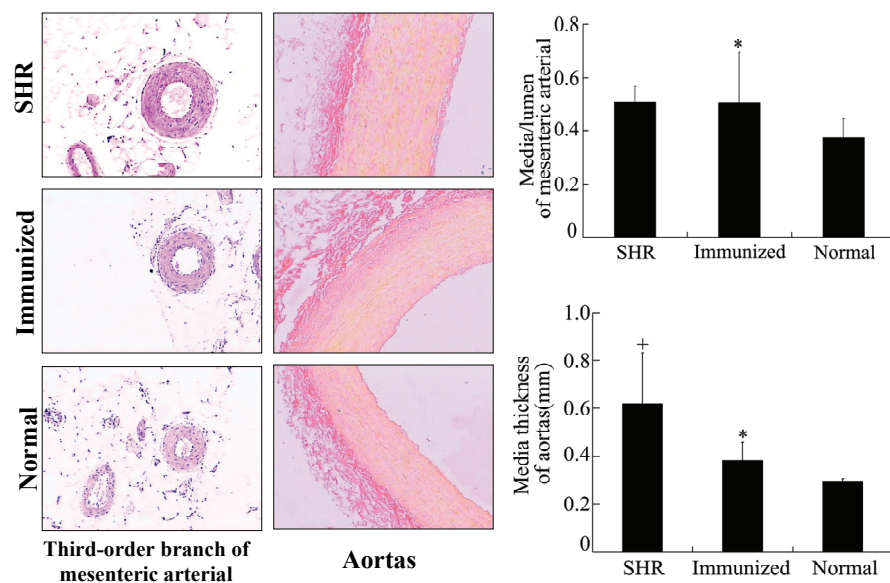 SHR
Immunized
Normal
Third-order branch of
mesenteric arterial
Aortas
Media/lumen
of mesenteric arterial
0.8
0.6
0.4
0.2
0
*
SHR
Immunized
Normal
Media thickness
of aortas(mm)
1.0
0.8
0.6
0.4
0.2
0
+
*
SHR
Immunized
Normal